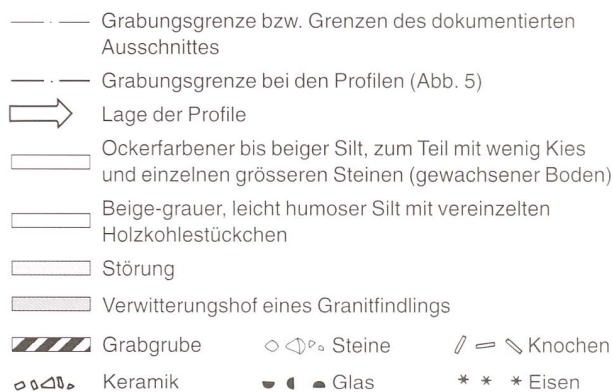 Grabungsgrenze bzw. Grenzen des dokumentierten
Ausschnittes
Grabungsgrenze bei den Profilen (Abb. 5)
Lage der Profile
Ockerfarbener bis beiger Silt, zum Teil mit wenig Kies
und einzelnen grösseren Steinen (gewachsener Boden)
Beige-grauer, leicht humoser Silt mit vereinzelten
Holzkohlestückchen
Störung
Verwitterungshof eines Granitfindlings
Grabgrube Steine Knochen
Keramik Glas Eisen